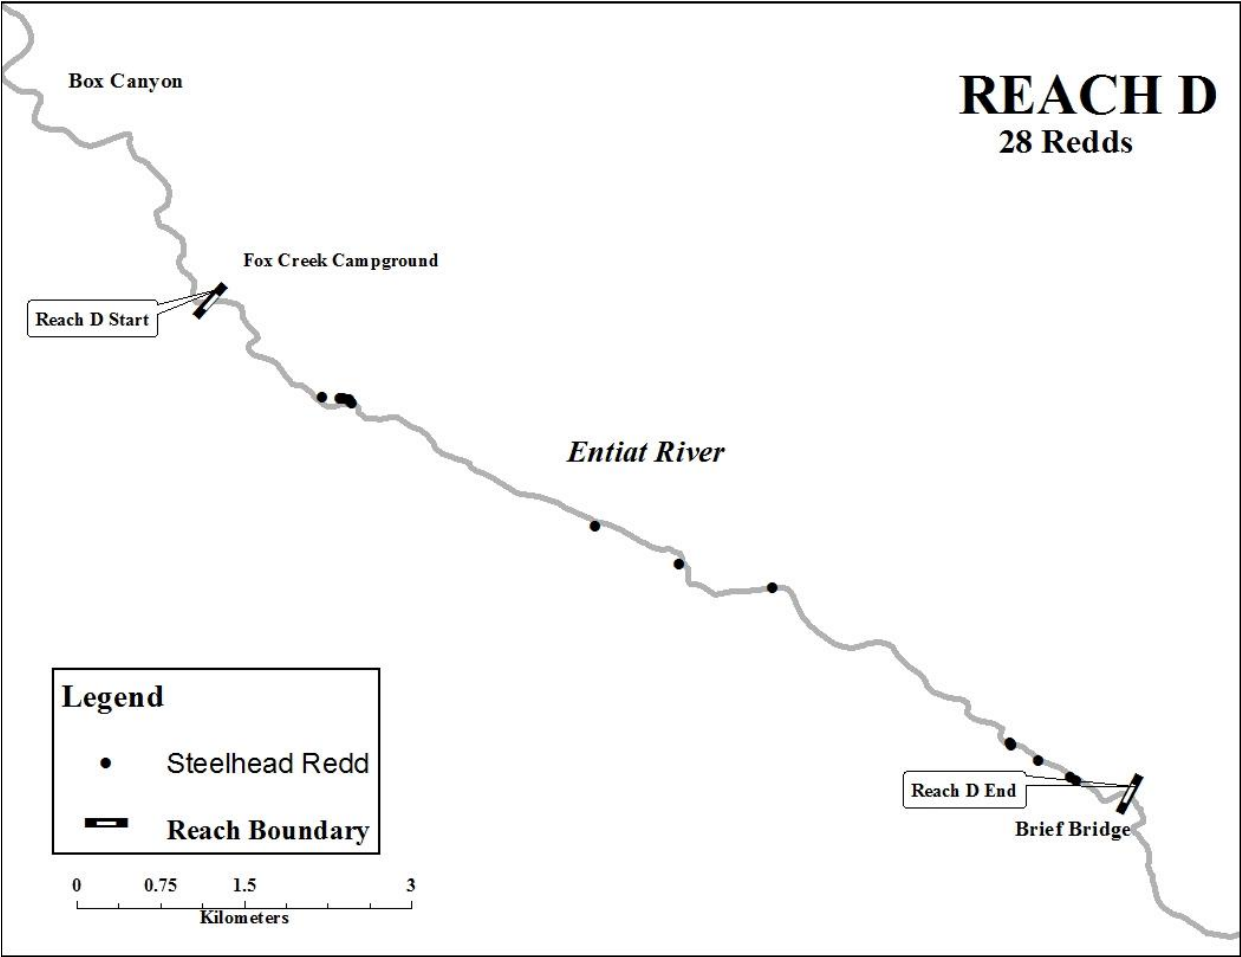 Box Canyon
REACH D
28 Redds
Fox Creek Campground
Reach D Start
Entiat River
Legend
Steelhead Redd
Reach Boundary
Reach D End
Brief Bridge
0 0.75 1.5 3
Kilometers